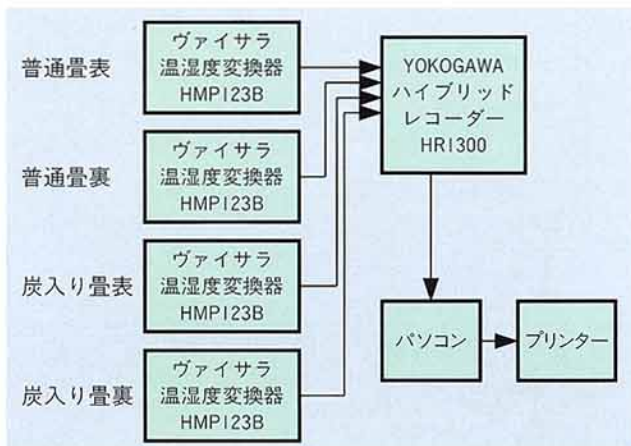 普通畳表
ヴァイサラ
温湿度変換器
HMP123B
普通畳裏
ヴァイサラ
温湿度変換器
HMP123B
炭入り畳表
ヴァイサラ
温湿度変換器
HMP123B
炭入り畳裏
ヴァイサラ
温湿度変換器
HMP123B
YOKOGAWA
ハイブリッド
レコーダー
HR1300
パソコン
プリンター